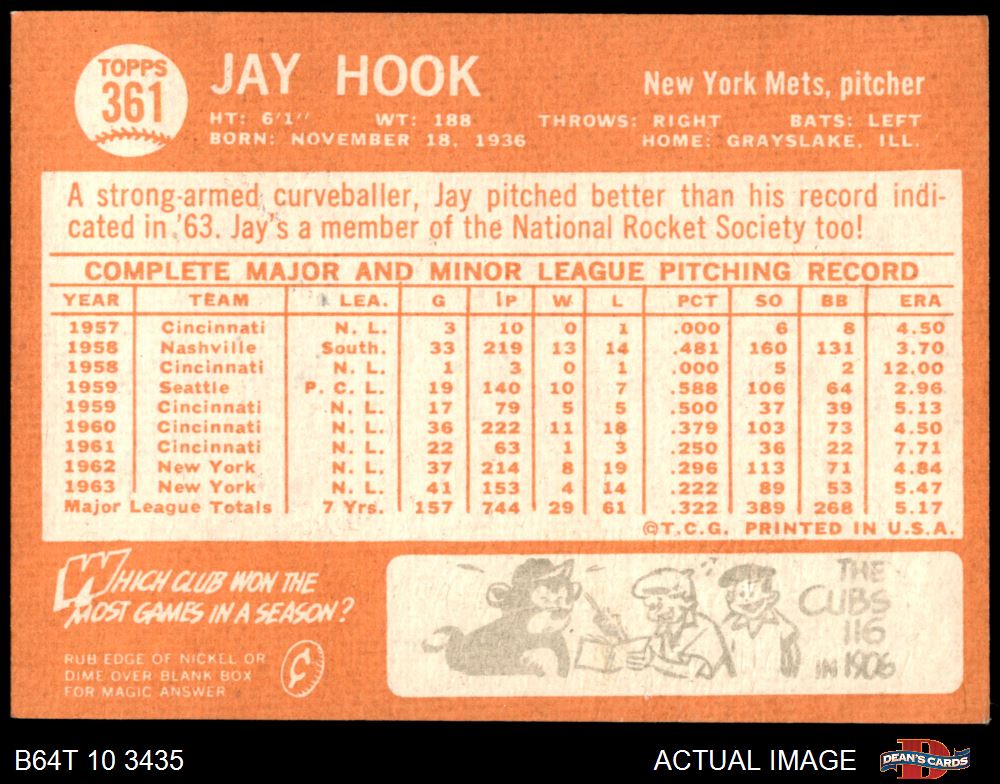 TOPPS
361
JAY HOOK
New York Mets, pitcher
HT: 6'1" WT: 188 THROWS: RIGHT BATS: LEFT
BORN: NOVEMBER 18, 1936 HOME: GRAYSLAKE, ILL.
A strong-armed curveballer, Jay pitched better than his record indi-
cated in '63. Jay's a member of the National Rocket Society too!
COMPLETE MAJOR AND MINOR LEAGUE PITCHING RECORD
YEAR TEAM LEA. G IP W L PCT SO BB ERA
1957 Cincinnati N. L. 3 10 0 1 .000 6 8 4.50
1958 Nashville South. 33 219 13 14 .481 160 131 3.70
1958 Cincinnati N. L. 1 3 0 1 .000 5 2 12.00
1959 Seattle P. C. L. 19 140 10 7 .588 106 64 2.96
1959 Cincinnati N. L. 17 79 5 5 .500 37 39 5.13
1960 Cincinnati N. L. 36 222 11 18 .379 103 73 4.50
1961 Cincinnati N. L. 22 63 1 3 .250 36 22 7.71
1962 New York N. L. 37 214 8 19 .296 113 71 4.84
1963 New York N. L. 41 153 4 14 .222 89 53 5.47
Major League Totals 7 Yrs. 157 744 29 61 .322 389 268 5.17
©T.C.G. PRINTED IN U.S.A.
WHICH CLUB WON THE
MOST GAMES IN A SEASON?
RUB EDGE OF NICKEL OR
DIME OVER BLANK BOX
FOR MAGIC ANSWER
THE
CUBS
116
IN 1906
B64T 10 3435
ACTUAL IMAGE
DEAN'S CARDS